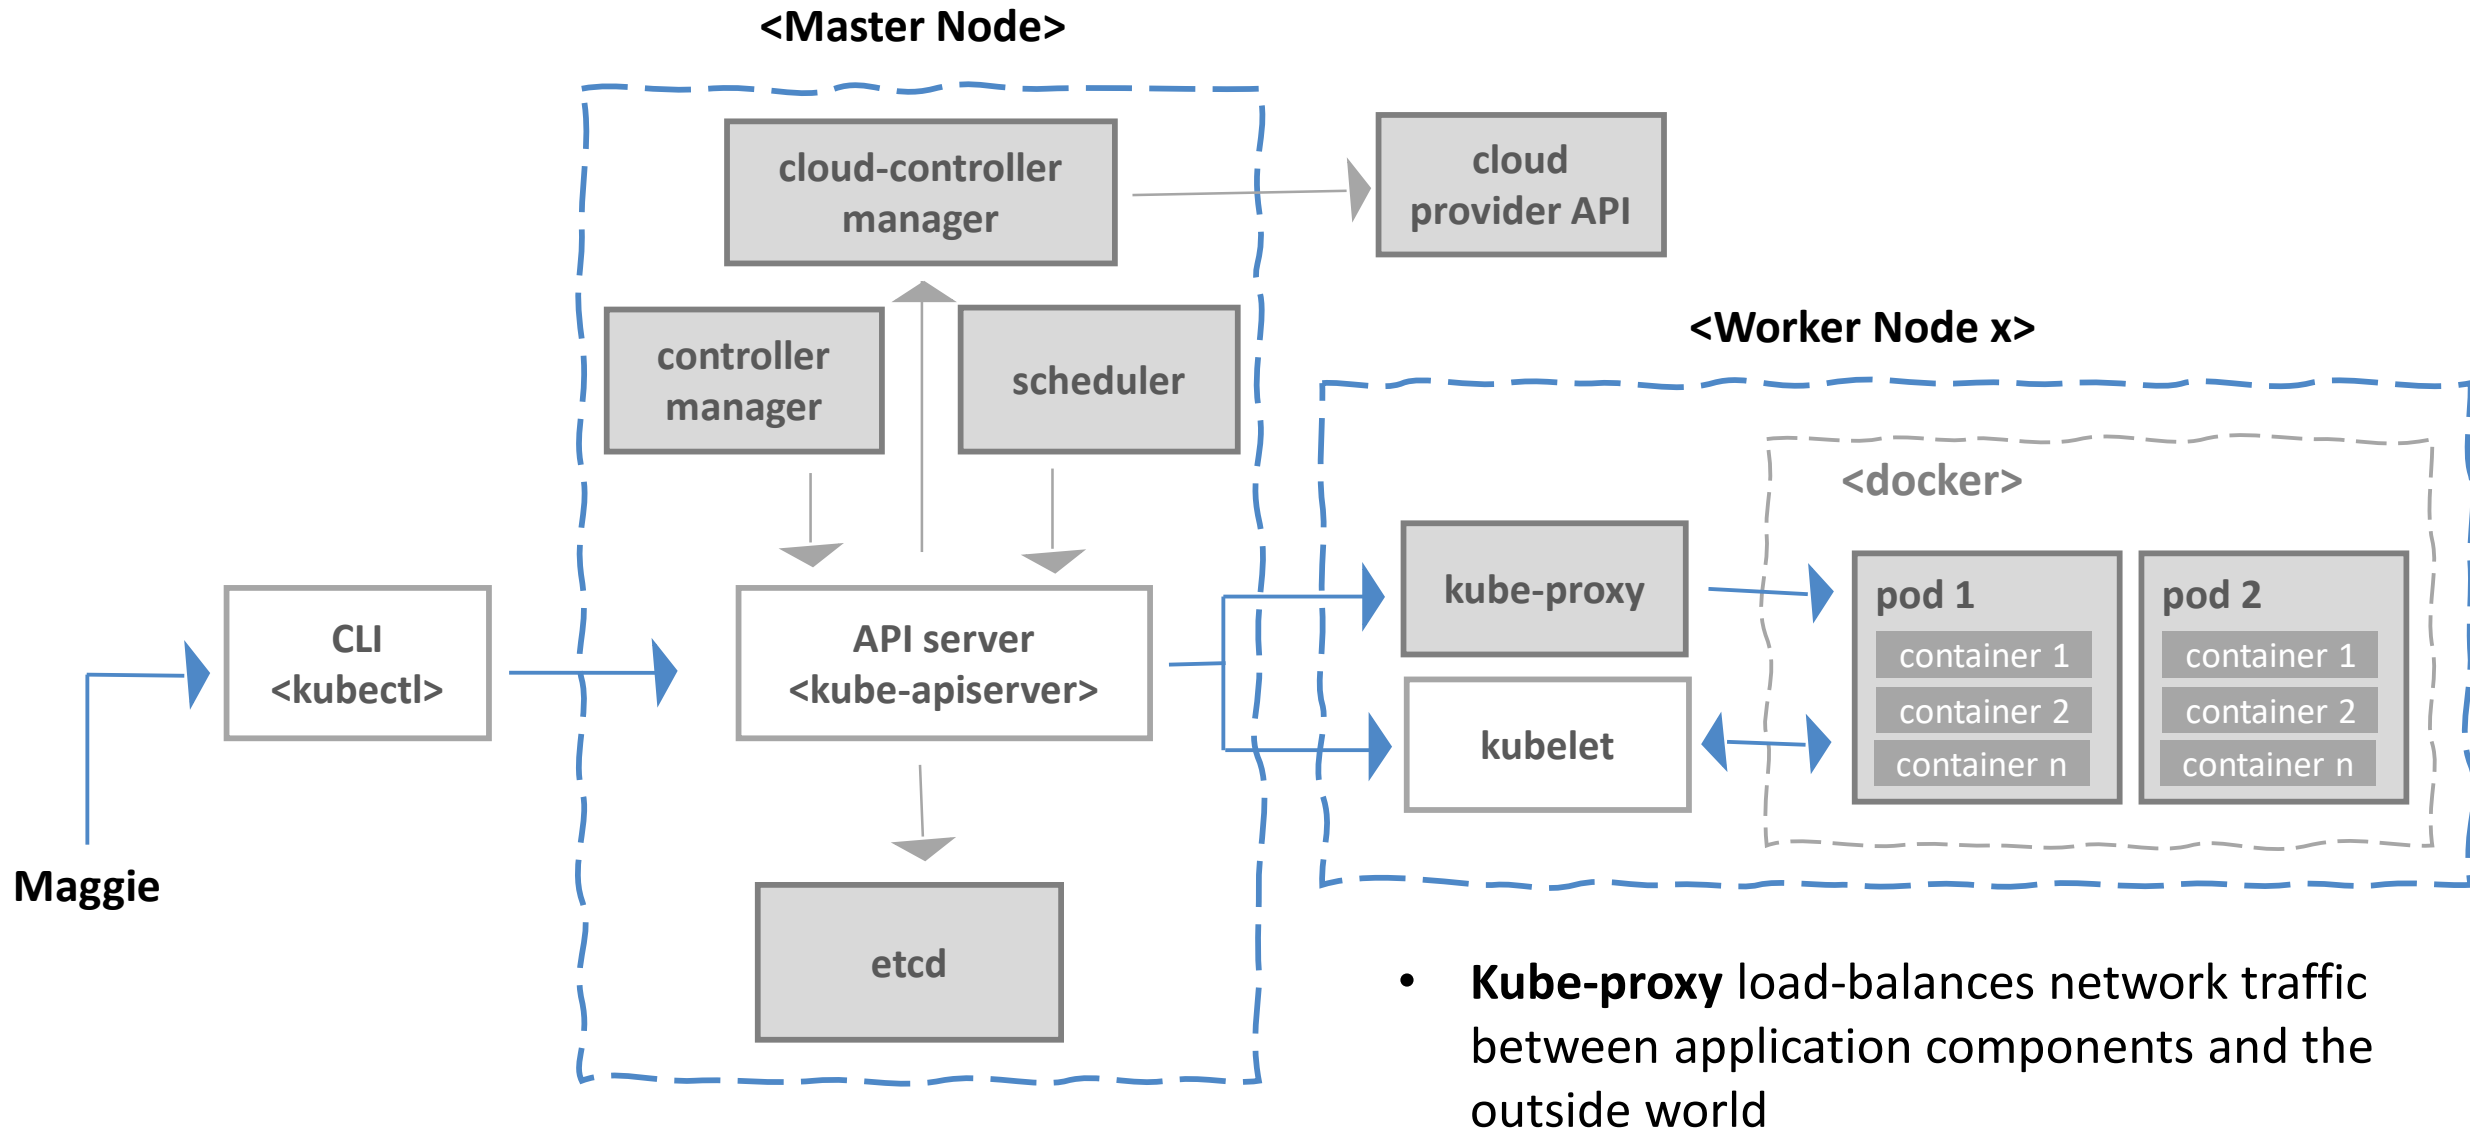 <Master Node>
cloud-controller
manager
cloud
provider API
controller
manager
scheduler
<Worker Node x>
<docker>
CLI
<kubectl>
API server
<kube-apiserver>
kube-proxy
kubelet
pod 1
container 1
container 2
container n
pod 2
container 1
container 2
container n
Maggie
etcd
• Kube-proxy load-balances network traffic
between application components and the
outside world